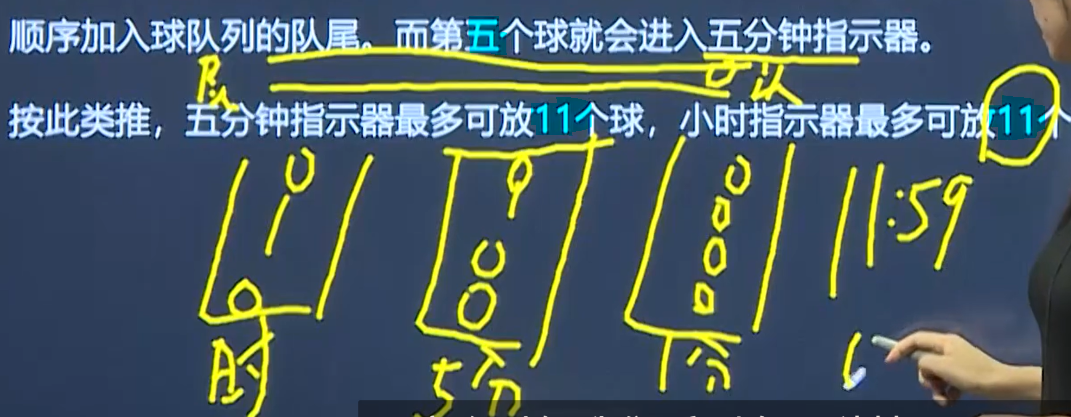 顺序加入球队列的队尾。而第五个球就会进入五分钟指示器。
队
按此类推，五分钟指示器最多可放11个球，小时指示器最多可放11个
11:59
时
5分
1分